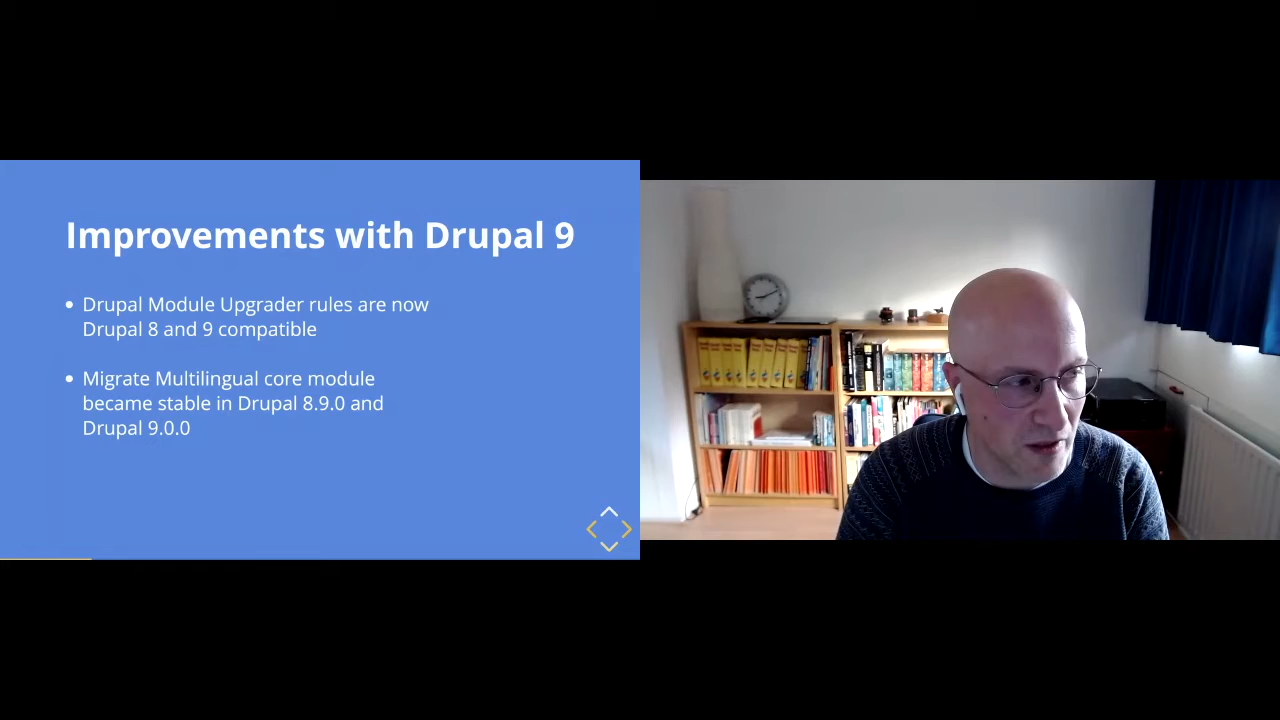 Improvements with Drupal 9
Drupal Module Upgrader rules are now
Drupal 8 and 9 compatible
Migrate Multilingual core module
became stable in Drupal 8.9.0 and
Drupal 9.0.0